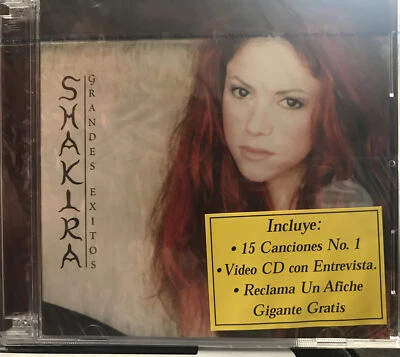 SHAKIRA
GRANDES EXITOS
Incluye:
• 15 Canciones No. 1
• Video CD con Entrevista.
• Reclama Un Afiche
Gigante Gratis